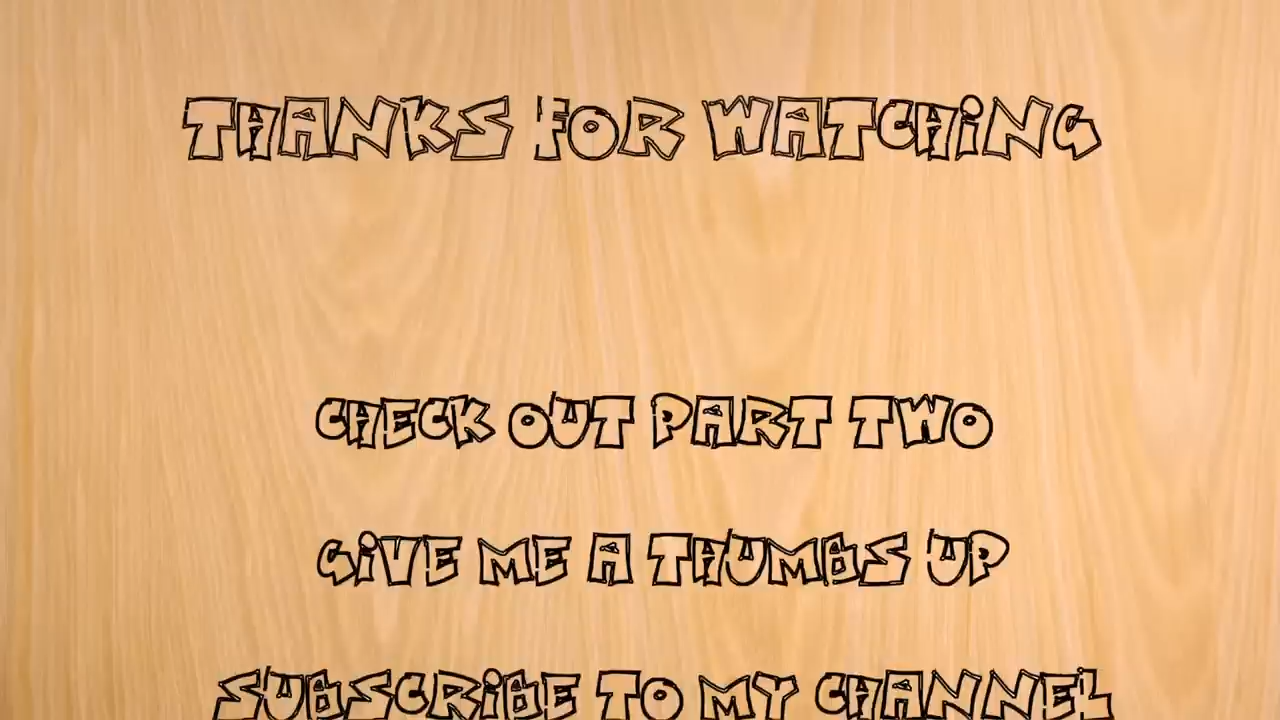 THANKS FOR WATCHING
CHECK OUT PART TWO
GIVE ME A THUMBS UP
SUBSCRIBE TO MY CHANNEL